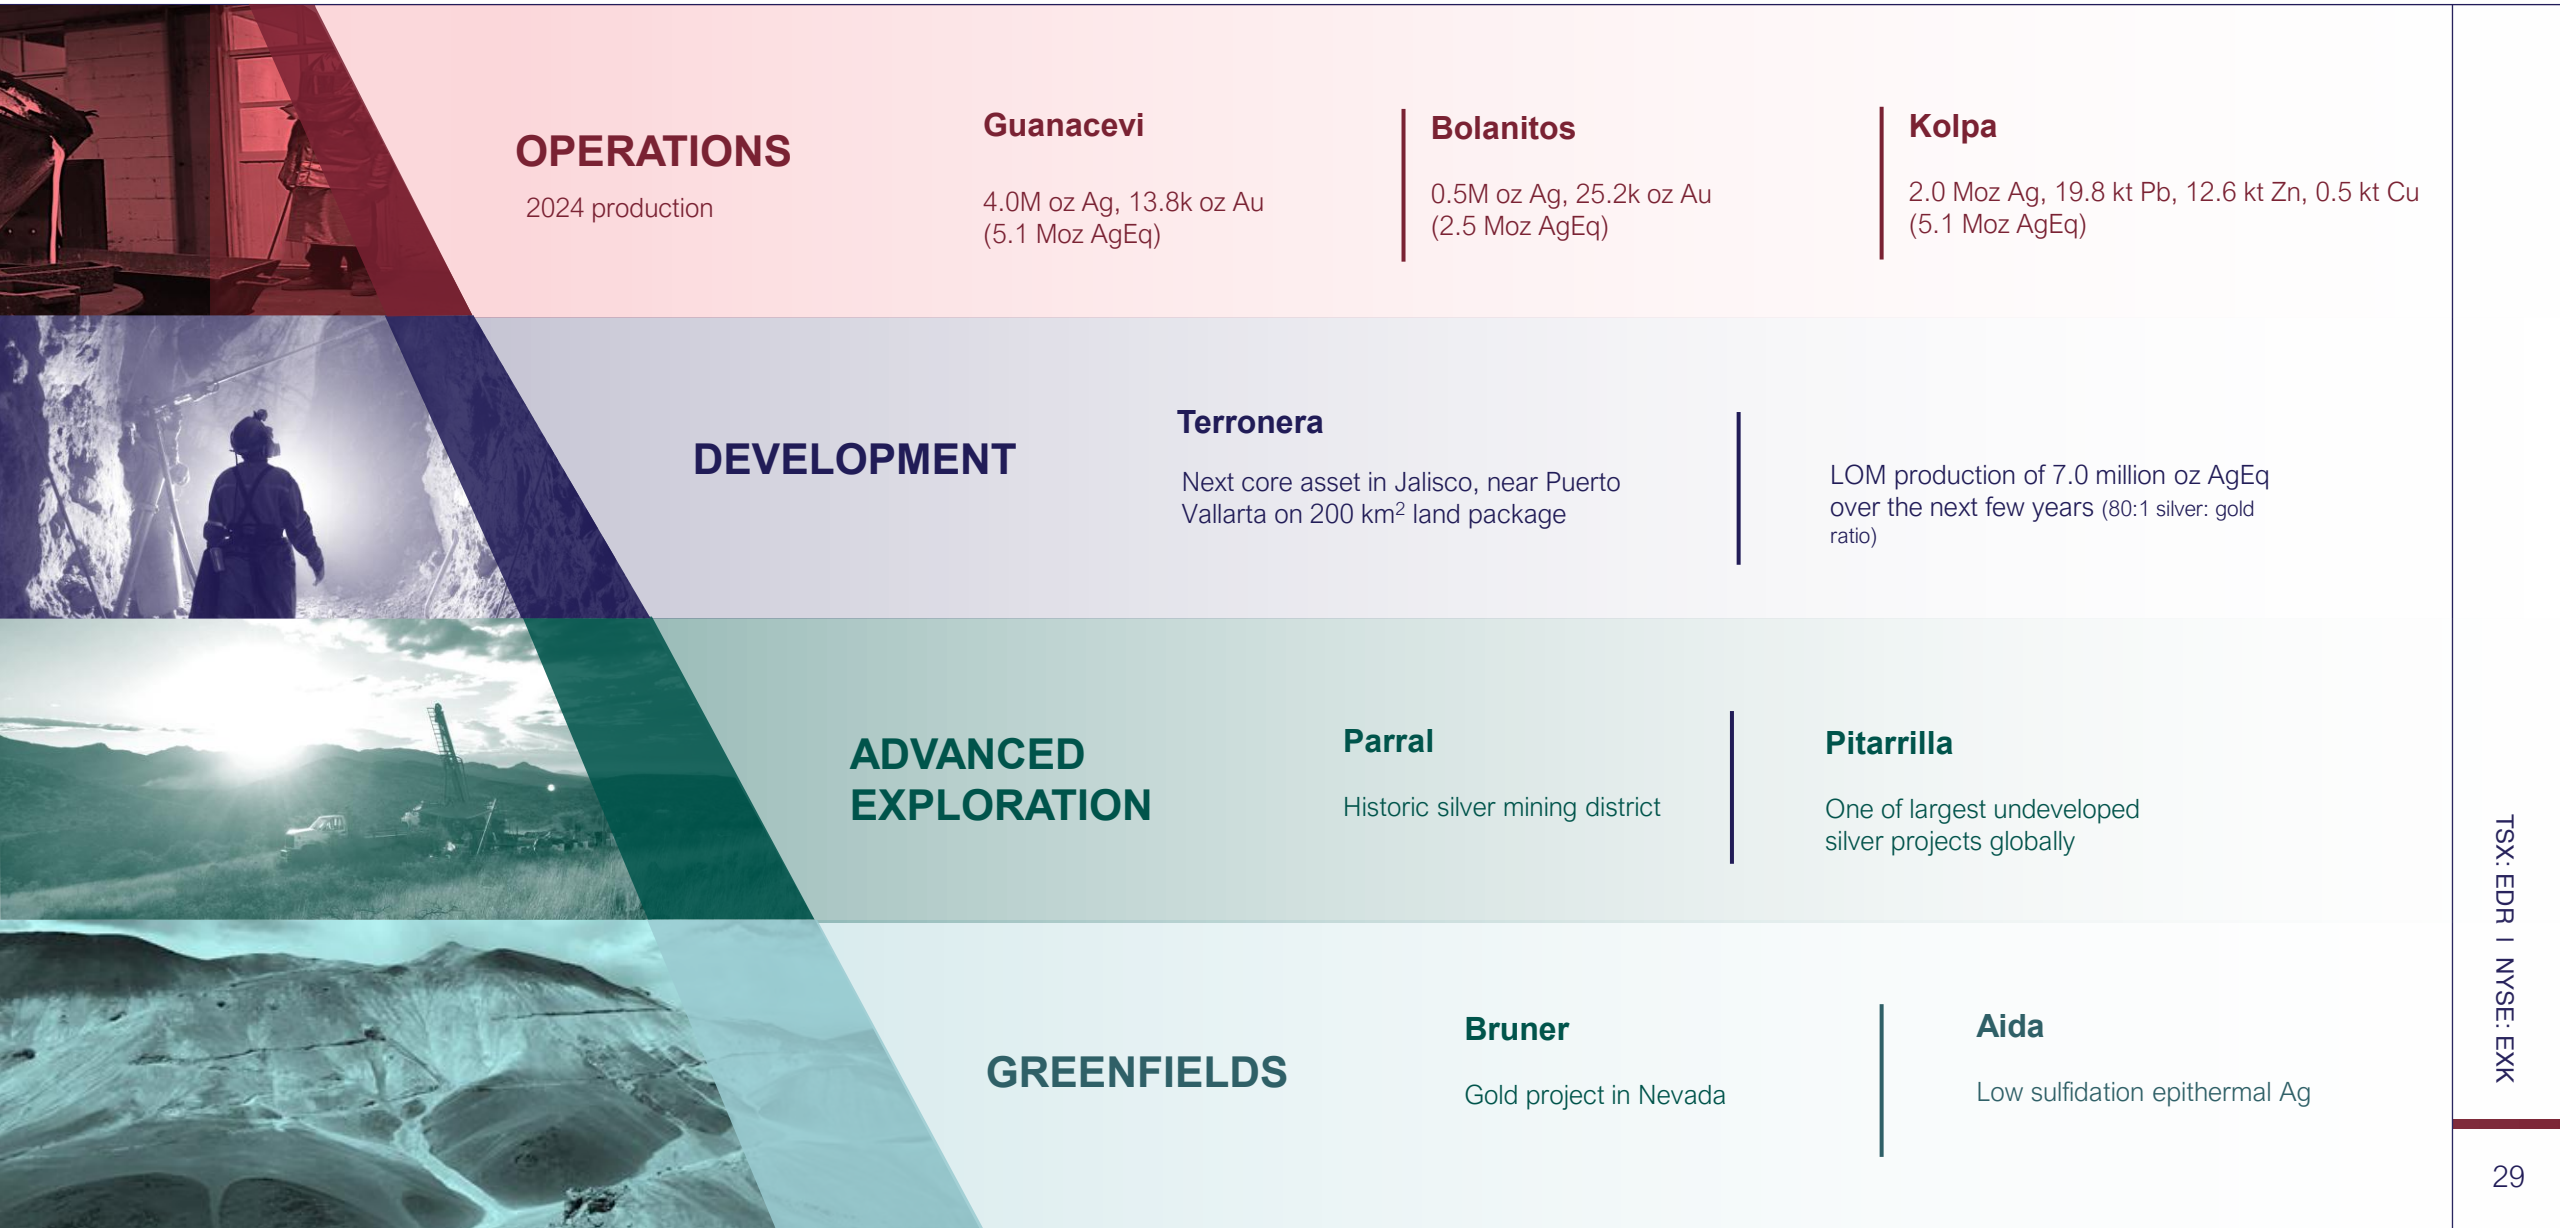 OPERATIONS
2024 production
Guanacevi
4.0M oz Ag, 13.8k oz Au
(5.1 Moz AgEq)
Bolanitos
0.5M oz Ag, 25.2k oz Au
(2.5 Moz AgEq)
Kolpa
2.0 Moz Ag, 19.8 kt Pb, 12.6 kt Zn, 0.5 kt Cu
(5.1 Moz AgEq)
DEVELOPMENT
Terronera
Next core asset in Jalisco, near Puerto
Vallarta on 200 km² land package
LOM production of 7.0 million oz AgEq
over the next few years (80:1 silver: gold
ratio)
ADVANCED
EXPLORATION
Parral
Historic silver mining district
Pitarrilla
One of largest undeveloped
silver projects globally
GREENFIELDS
Bruner
Gold project in Nevada
Aida
Low sulfidation epithermal Ag
TSX: EDR I NYSE: EXK
29